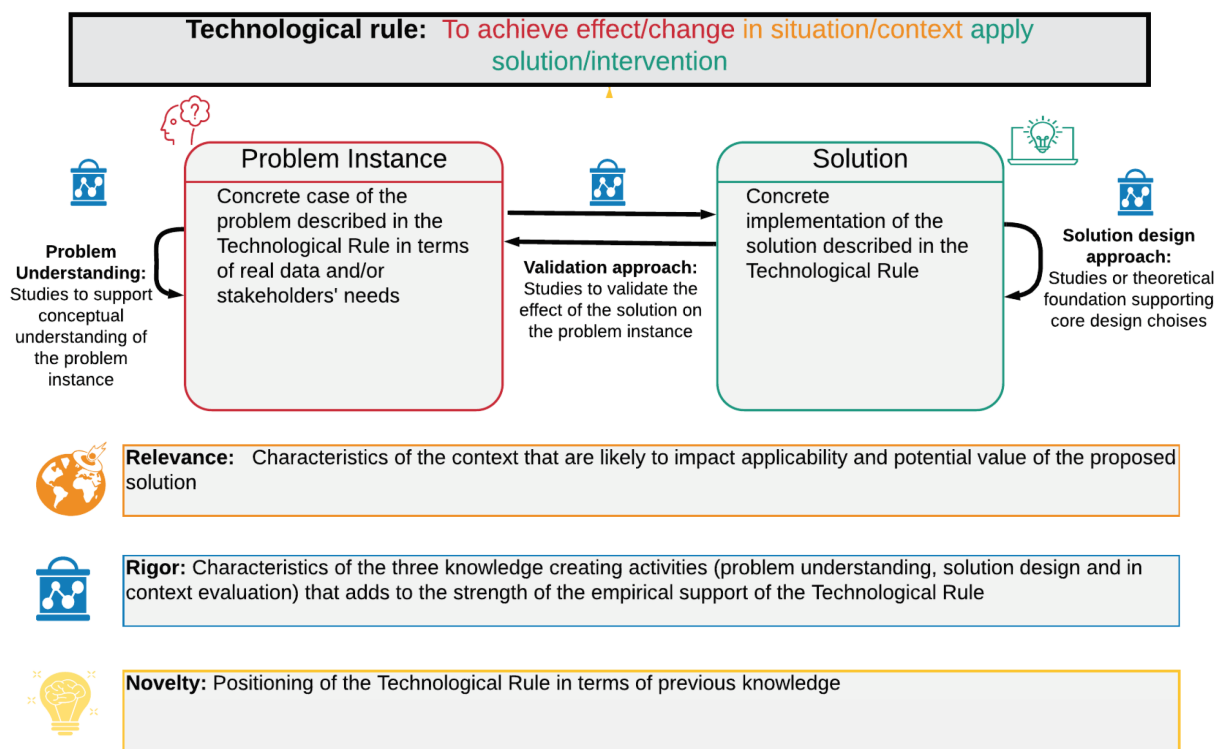 Technological rule: To achieve effect/change in situation/context apply
solution/intervention
?
Problem Instance
Concrete case of the
problem described in the
Technological Rule in terms
of real data and/or
stakeholders' needs
Solution
Concrete
implementation of the
solution described in the
Technological Rule
Problem
Understanding:
Studies to support
conceptual
understanding of
the problem
instance
Validation approach:
Studies to validate the
effect of the solution on
the problem instance
Solution design
approach:
Studies or theoretical
foundation supporting
core design choises
Relevance: Characteristics of the context that are likely to impact applicability and potential value of the proposed
solution
Rigor: Characteristics of the three knowledge creating activities (problem understanding, solution design and in
context evaluation) that adds to the strength of the empirical support of the Technological Rule
Novelty: Positioning of the Technological Rule in terms of previous knowledge